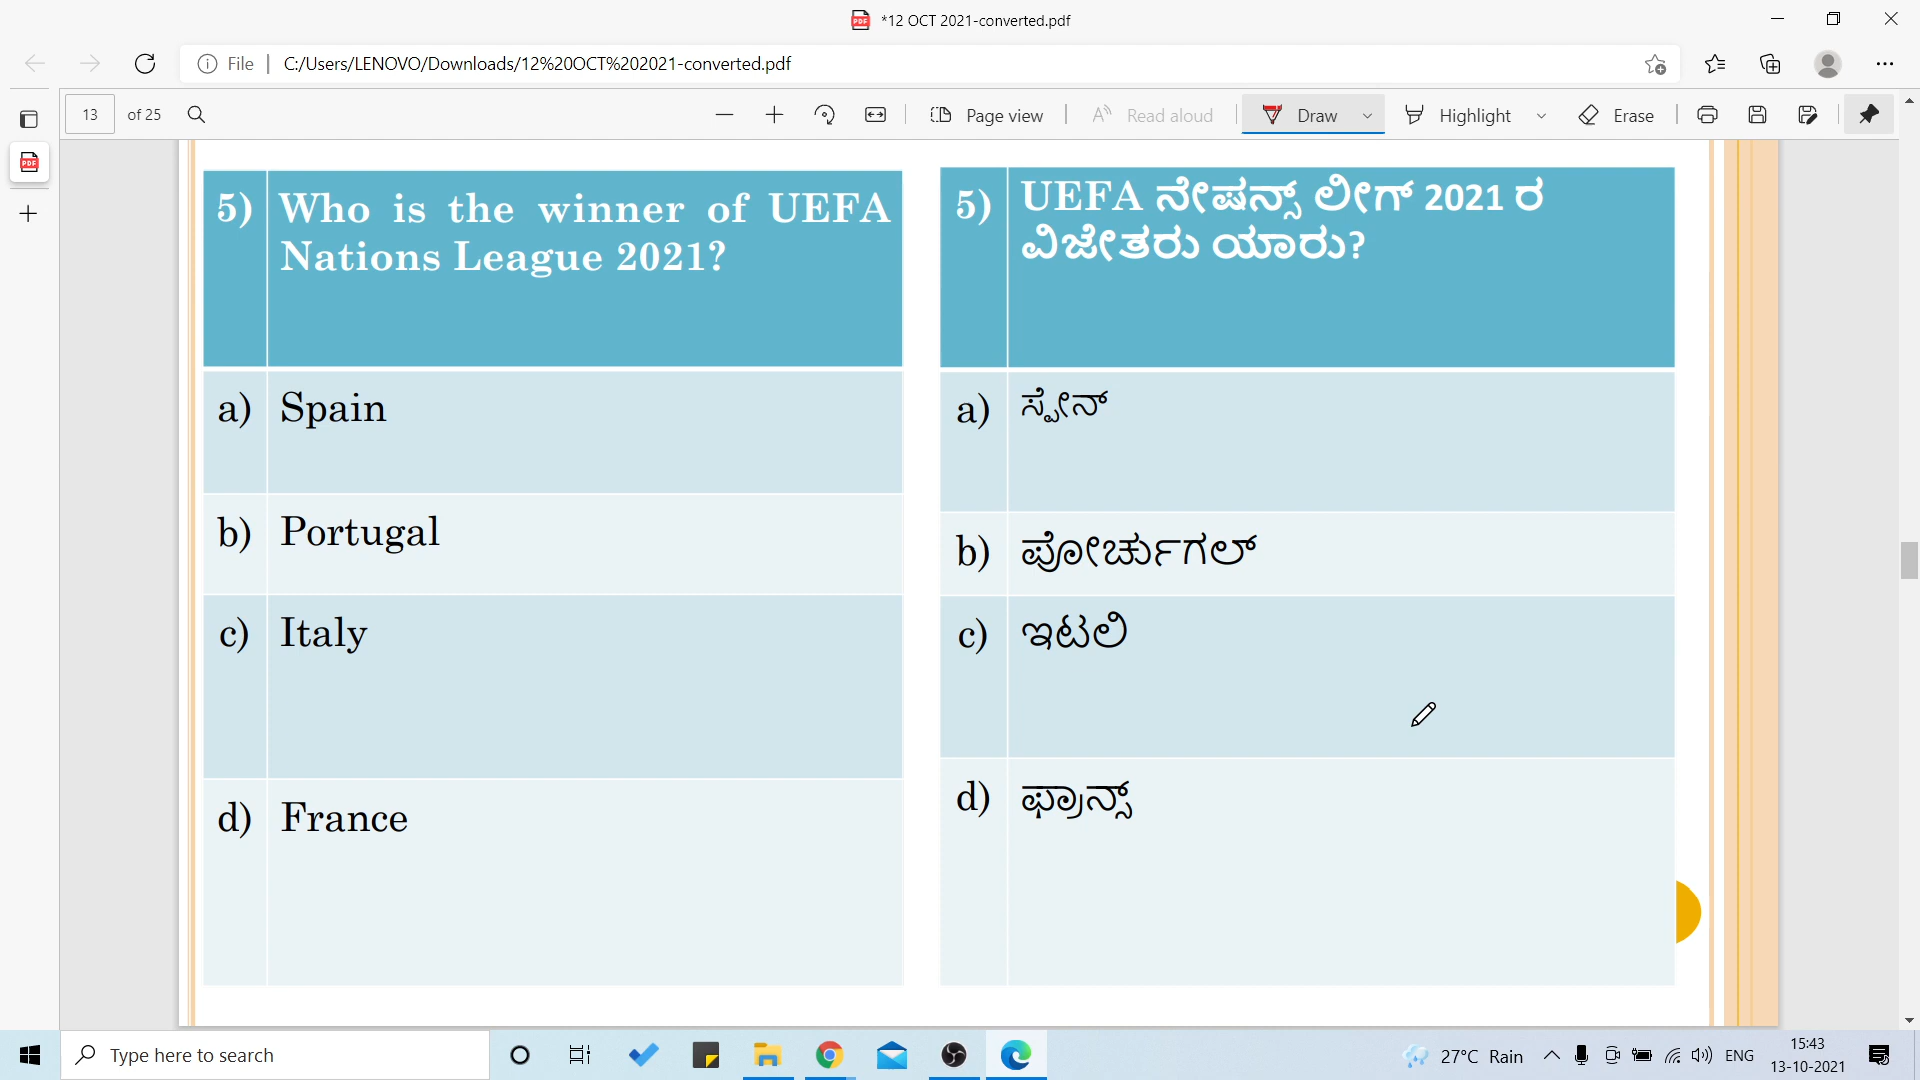 *12 OCT 2021-converted.pdf
File
C:/Users/LENOVO/Downloads/12%20OCT%202021-converted.pdf
13 of 25
Page view
Read aloud
Draw
Highlight
Erase
5) Who is the winner of UEFA
Nations League 2021?
a) Spain
b) Portugal
c) Italy
d) France
5) UEFA ನೇಷನ್ಸ್ ಲೀಗ್ 2021 ರ
ವಿಜೇತರು ಯಾರು?
a) ಸ್ಪೇನ್
b) ಪೋರ್ಚುಗಲ್
c) ಇಟಲಿ
d) ಫ್ರಾನ್ಸ್
Type here to search
27°C Rain
ENG
15:43
13-10-2021